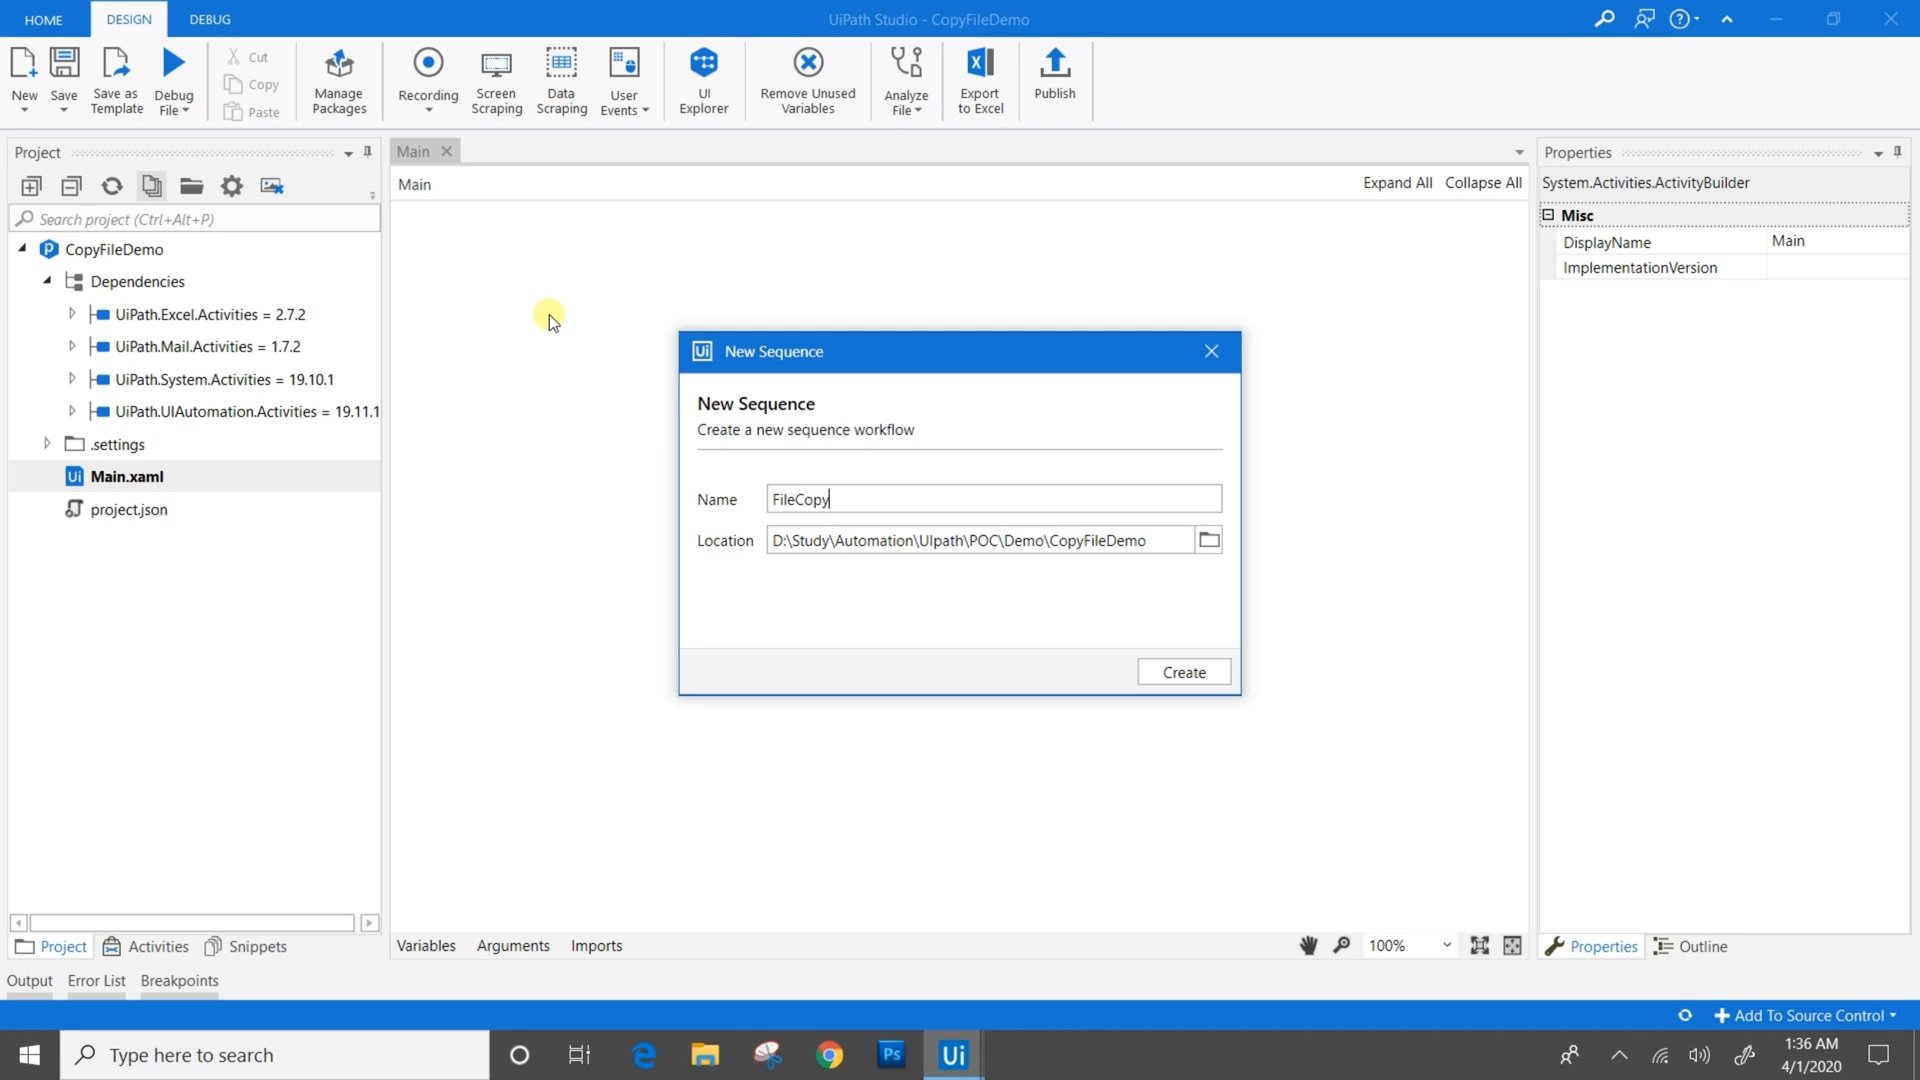 HOME DESIGN DEBUG UiPath Studio - CopyFileDemo
New Save Save as Template Debug File Cut Copy Paste Manage Packages Recording Screen Scraping Data Scraping User Events UI Explorer Remove Unused Variables Analyze File Export to Excel Publish
Project
Search project (Ctrl+Alt+P)
CopyFileDemo
Dependencies
UiPath.Excel.Activities = 2.7.2
UiPath.Mail.Activities = 1.7.2
UiPath.System.Activities = 19.10.1
UiPath.UIAutomation.Activities = 19.11.1
.settings
Main.xaml
project.json
Project Activities Snippets
Main
Main Expand All Collapse All
Ui New Sequence
New Sequence
Create a new sequence workflow
Name FileCopy
Location D:\Study\Automation\UIpath\POC\Demo\CopyFileDemo
Create
Variables Arguments Imports 100%
Properties
System.Activities.ActivityBuilder
Misc
DisplayName Main
ImplementationVersion
Properties Outline
Output Error List Breakpoints
Add To Source Control
Type here to search
Ps
Ui
1:36 AM
4/1/2020